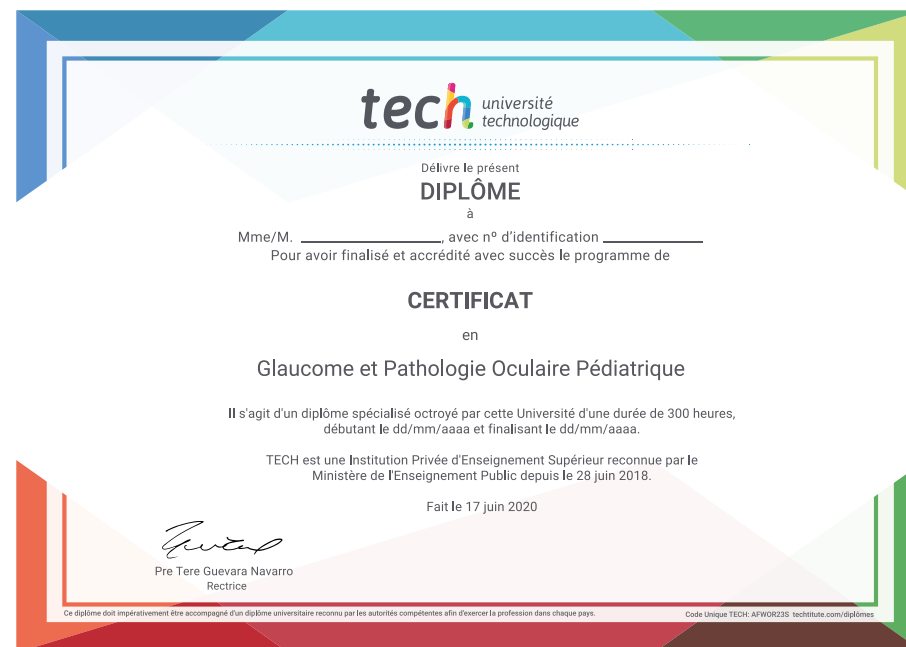 tech université
technologique
Délivre le présent
DIPLÔME
à
Mme/M. ____________________, avec nº d'identification ______________
Pour avoir finalisé et accrédité avec succès le programme de
CERTIFICAT
en
Glaucome et Pathologie Oculaire Pédiatrique
Il s'agit d'un diplôme spécialisé octroyé par cette Université d'une durée de 300 heures,
débutant le dd/mm/aaaa et finalisant le dd/mm/aaaa.
TECH est une Institution Privée d'Enseignement Supérieur reconnue par le
Ministère de l'Enseignement Public depuis le 28 juin 2018.
Fait le 17 juin 2020
Pre Tere Guevara Navarro
Rectrice
Ce diplôme doit impérativement être accompagné d'un diplôme universitaire reconnu par les autorités compétentes afin d'exercer la profession dans chaque pays.
Code Unique TECH: AFWOR23S techtitute.com/diplômes